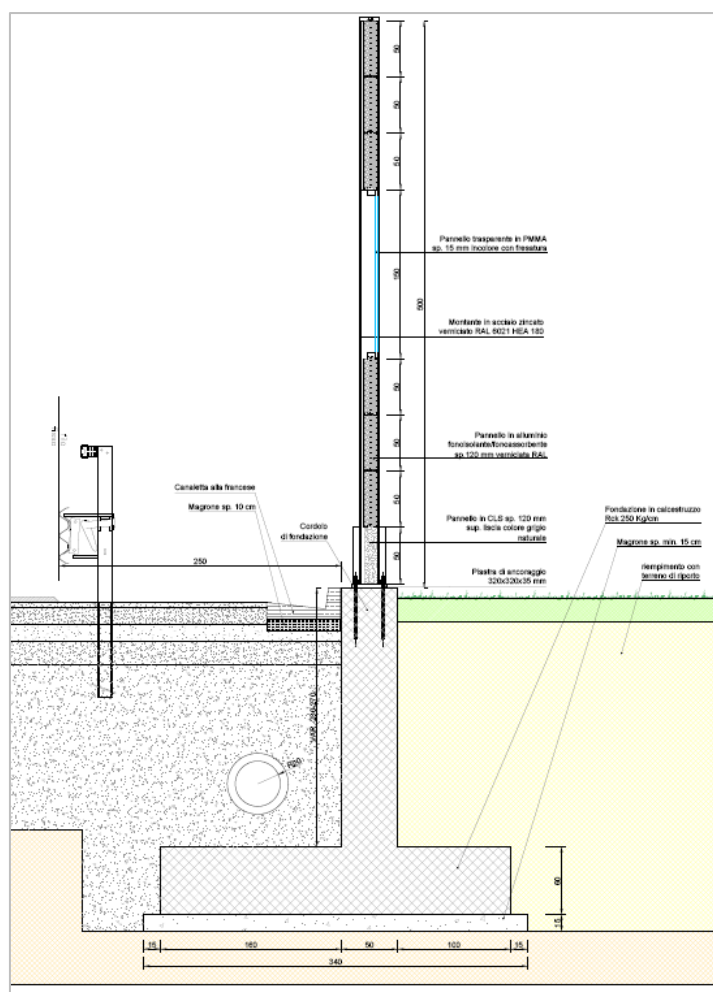 50
50
50
Pannello trasparente in PMMA
sp. 15 mm incolore con fresatura
150
500
Montante in acciaio zincato
verniciato RAL 6021 HEA 180
50
50
50
50
Pannello in alluminio
fonoisolante/fonoassorbente
sp.120 mm verniciata RAL
Canaletta alla francese
Magrone sp. 10 cm
Cordolo
di fondazione
Pannello in CLS sp. 120 mm
sup. liscia colore grigio
naturale
Piastra di ancoraggio
320x320x35 mm
Fondazione in calcestruzzo
Rck 250 Kg/cm
Magrone sp. min. 15 cm
riempimento con
terreno di riporto
250
60
15
15
160
50
100
15
340